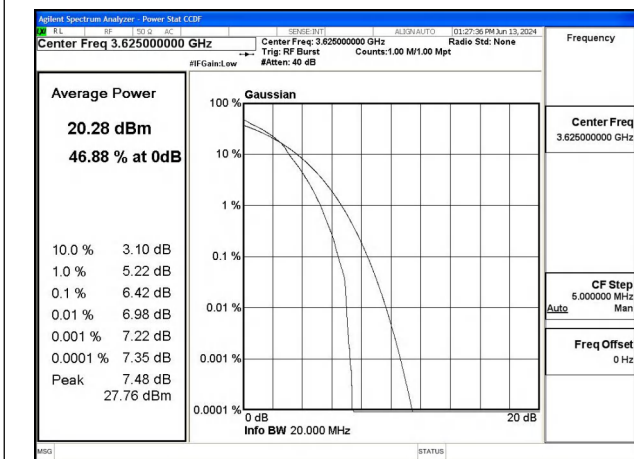 Agilent Spectrum Analyzer - Power Stat CCDF
RL RF 50 Ω AC SENSE:INT ALIGN AUTO 01:27:36 PM Jun 13, 2024
Center Freq 3.625000000 GHz
Center Freq: 3.625000000 GHz Radio Std: None
Trig: RF Burst Counts:1.00 M/1.00 Mpt
#IFGain:Low #Atten: 40 dB
Frequency
Average Power
20.28 dBm
46.88 % at 0dB
10.0 % 3.10 dB
1.0 % 5.22 dB
0.1 % 6.42 dB
0.01 % 6.98 dB
0.001 % 7.22 dB
0.0001 % 7.35 dB
Peak 7.48 dB
27.76 dBm
Gaussian
100 %
10 %
1 %
0.1 %
0.01 %
0.001 %
0.0001 %
0 dB 20 dB
Info BW 20.000 MHz
Center Freq
3.625000000 GHz
CF Step
5.000000 MHz
Auto Man
Freq Offset
0 Hz
MSG STATUS